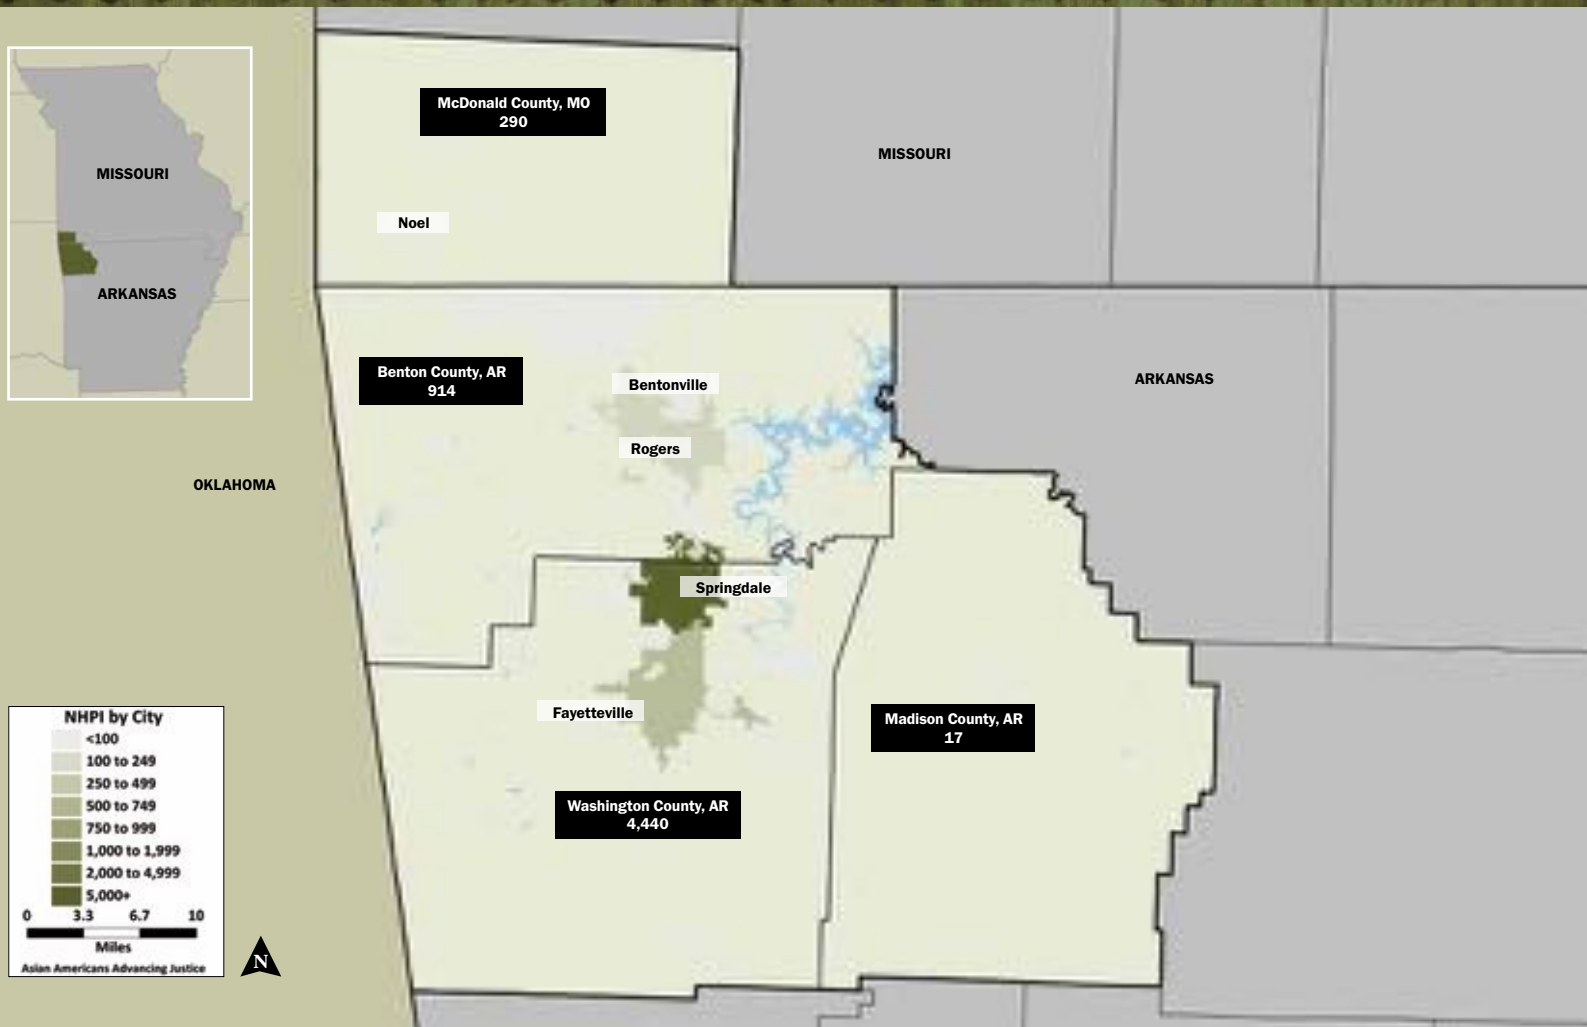 McDonald County, MO
290
MISSOURI
MISSOURI
Noel
ARKANSAS
Benton County, AR
914
Bentonville
ARKANSAS
Rogers
OKLAHOMA
Springdale
Fayetteville
Madison County, AR
17
Washington County, AR
4,440
NHPI by City
<100
100 to 249
250 to 499
500 to 749
750 to 999
1,000 to 1,999
2,000 to 4,999
5,000+
0 3.3 6.7 10
Miles
Asian Americans Advancing Justice
N